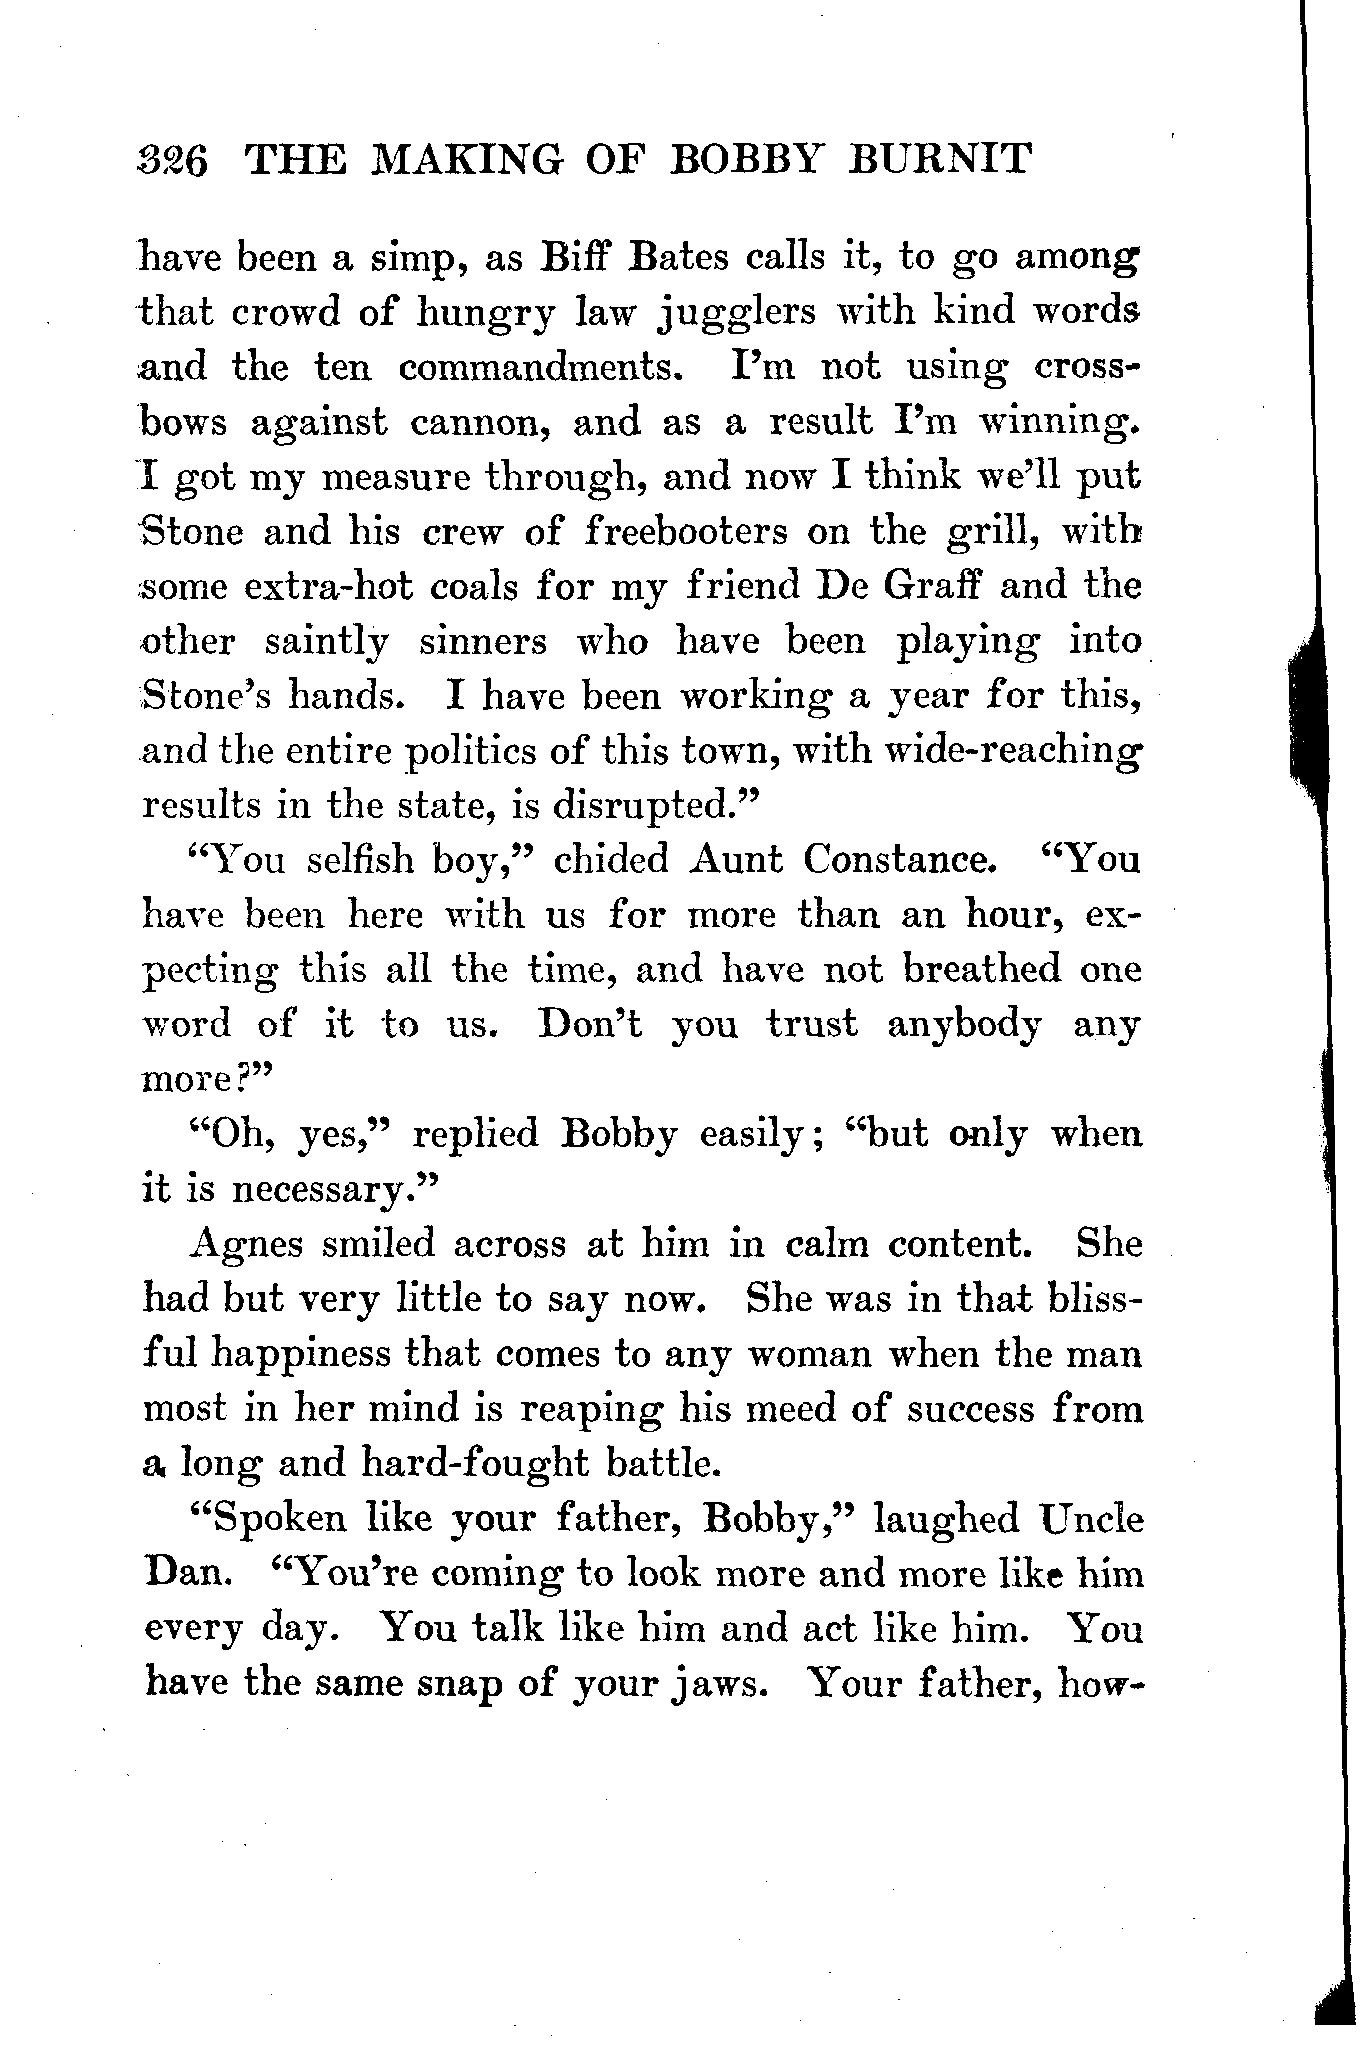 326 THE MAKING OF BOBBY BURNIT
have been a simp, as Biff Bates calls it, to go among
that crowd of hungry law jugglers with kind words
and the ten commandments. I'm not using cross-
bows against cannon, and as a result I'm winning.
I got my measure through, and now I think we'll put
Stone and his crew of freebooters on the grill, with
some extra-hot coals for my friend De Graff and the
other saintly sinners who have been playing into
Stone's hands. I have been working a year for this,
and the entire politics of this town, with wide-reaching
results in the state, is disrupted."
"You selfish boy," chided Aunt Constance. "You
have been here with us for more than an hour, ex-
pecting this all the time, and have not breathed one
word of it to us. Don't you trust anybody any
more?"
"Oh, yes," replied Bobby easily; "but only when
it is necessary."
Agnes smiled across at him in calm content. She
had but very little to say now. She was in that bliss-
ful happiness that comes to any woman when the man
most in her mind is reaping his meed of success from
a long and hard-fought battle.
"Spoken like your father, Bobby," laughed Uncle
Dan. "You're coming to look more and more like him
every day. You talk like him and act like him. You
have the same snap of your jaws. Your father, how-